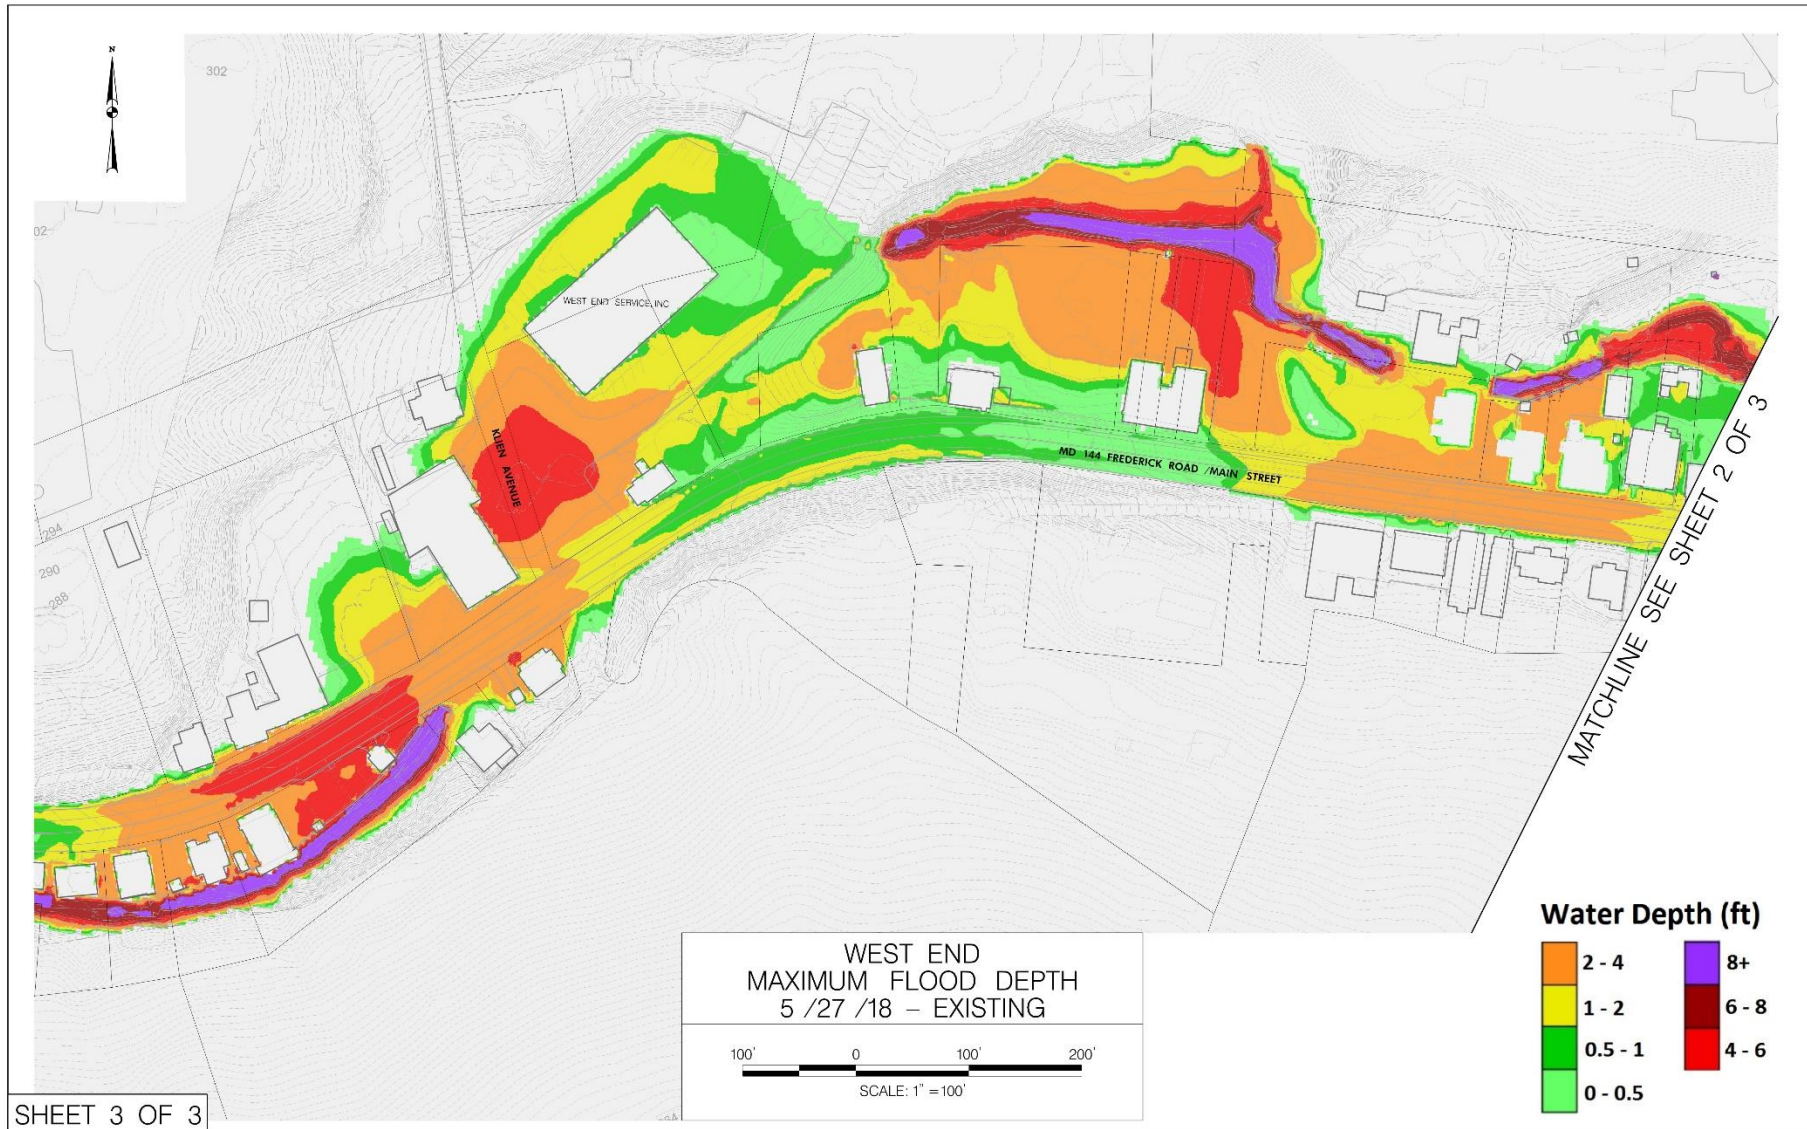 N
302
02
WEST END SERVICE, INC
KLIEN AVENUE
MD 144 FREDERICK ROAD /MAIN STREET
294
290
288
MATCHLINE SEE SHEET 2 OF 3
Water Depth (ft)
2 - 4
8+
1 - 2
6 - 8
0.5 - 1
4 - 6
0 - 0.5
WEST END
MAXIMUM FLOOD DEPTH
5 /27 /18 - EXISTING
100'
0
100'
200'
SCALE: 1" =100'
SHEET 3 OF 3